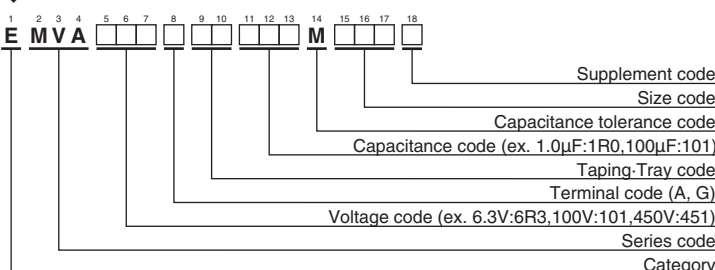 1 2 3 4 5 6 7 8 9 10 11 12 13 14 15 16 17 18
E MVA □□□ □ □□ □□□ M □□□ □
Supplement code
Size code
Capacitance tolerance code
Capacitance code (ex. 1.0μF:1R0,100μF:101)
Taping·Tray code
Terminal code (A, G)
Voltage code (ex. 6.3V:6R3,100V:101,450V:451)
Series code
Category